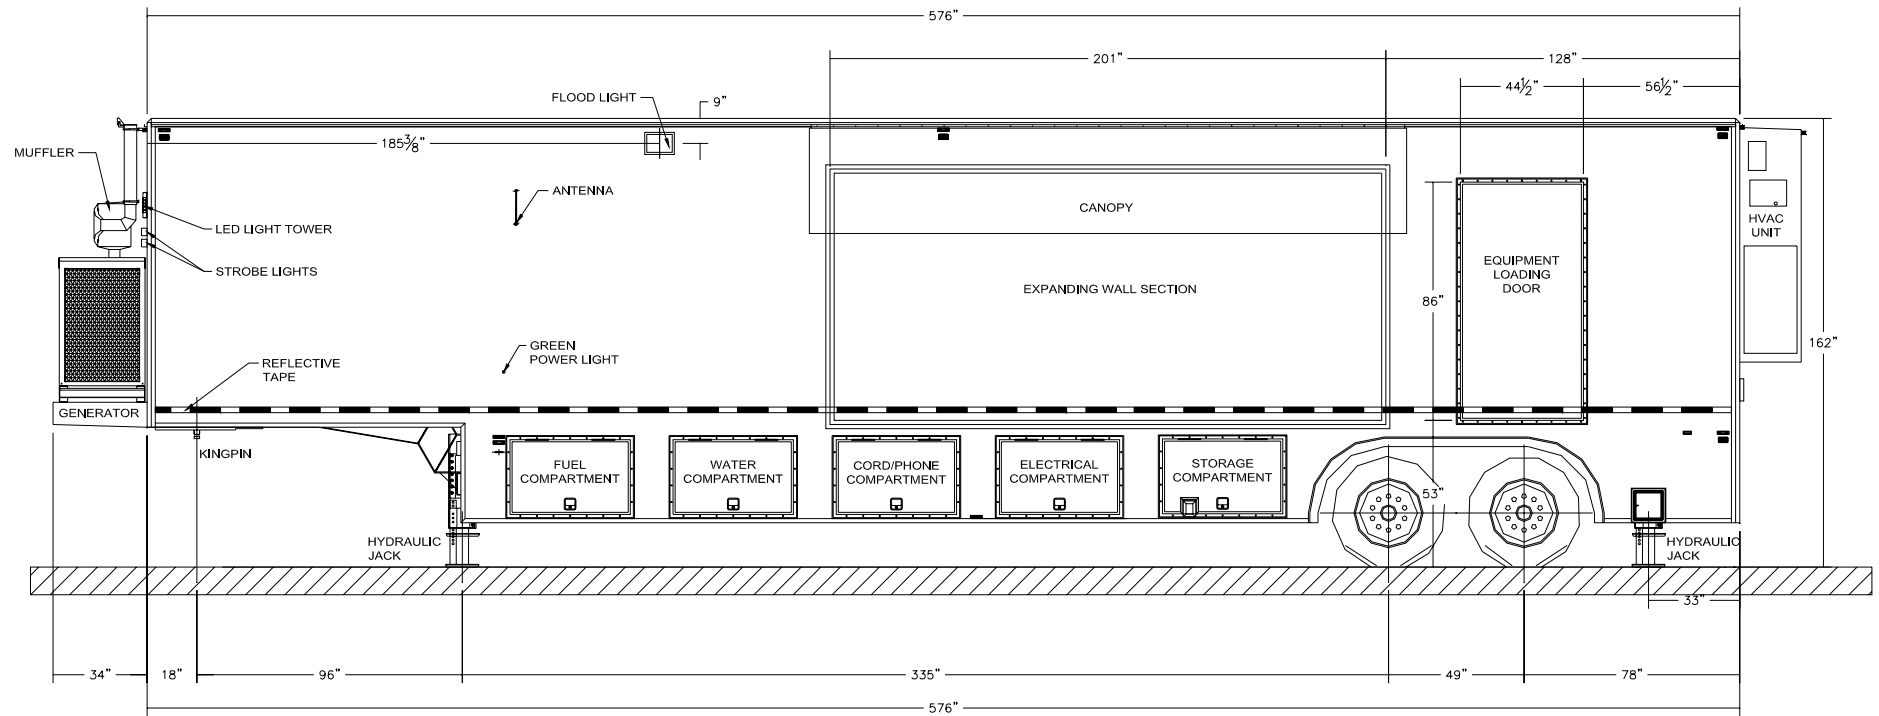 576"
201"
128"
44½"
56½"
FLOOD LIGHT
9"
185⅜"
MUFFLER
ANTENNA
CANOPY
LED LIGHT TOWER
HVAC
UNIT
STROBE LIGHTS
EQUIPMENT
LOADING
DOOR
EXPANDING WALL SECTION
86"
162"
GREEN
POWER LIGHT
REFLECTIVE
TAPE
GENERATOR
KINGPIN
FUEL
COMPARTMENT
WATER
COMPARTMENT
CORD/PHONE
COMPARTMENT
ELECTRICAL
COMPARTMENT
STORAGE
COMPARTMENT
53"
HYDRAULIC
JACK
HYDRAULIC
JACK
33"
34"
18"
96"
335"
49"
78"
576"